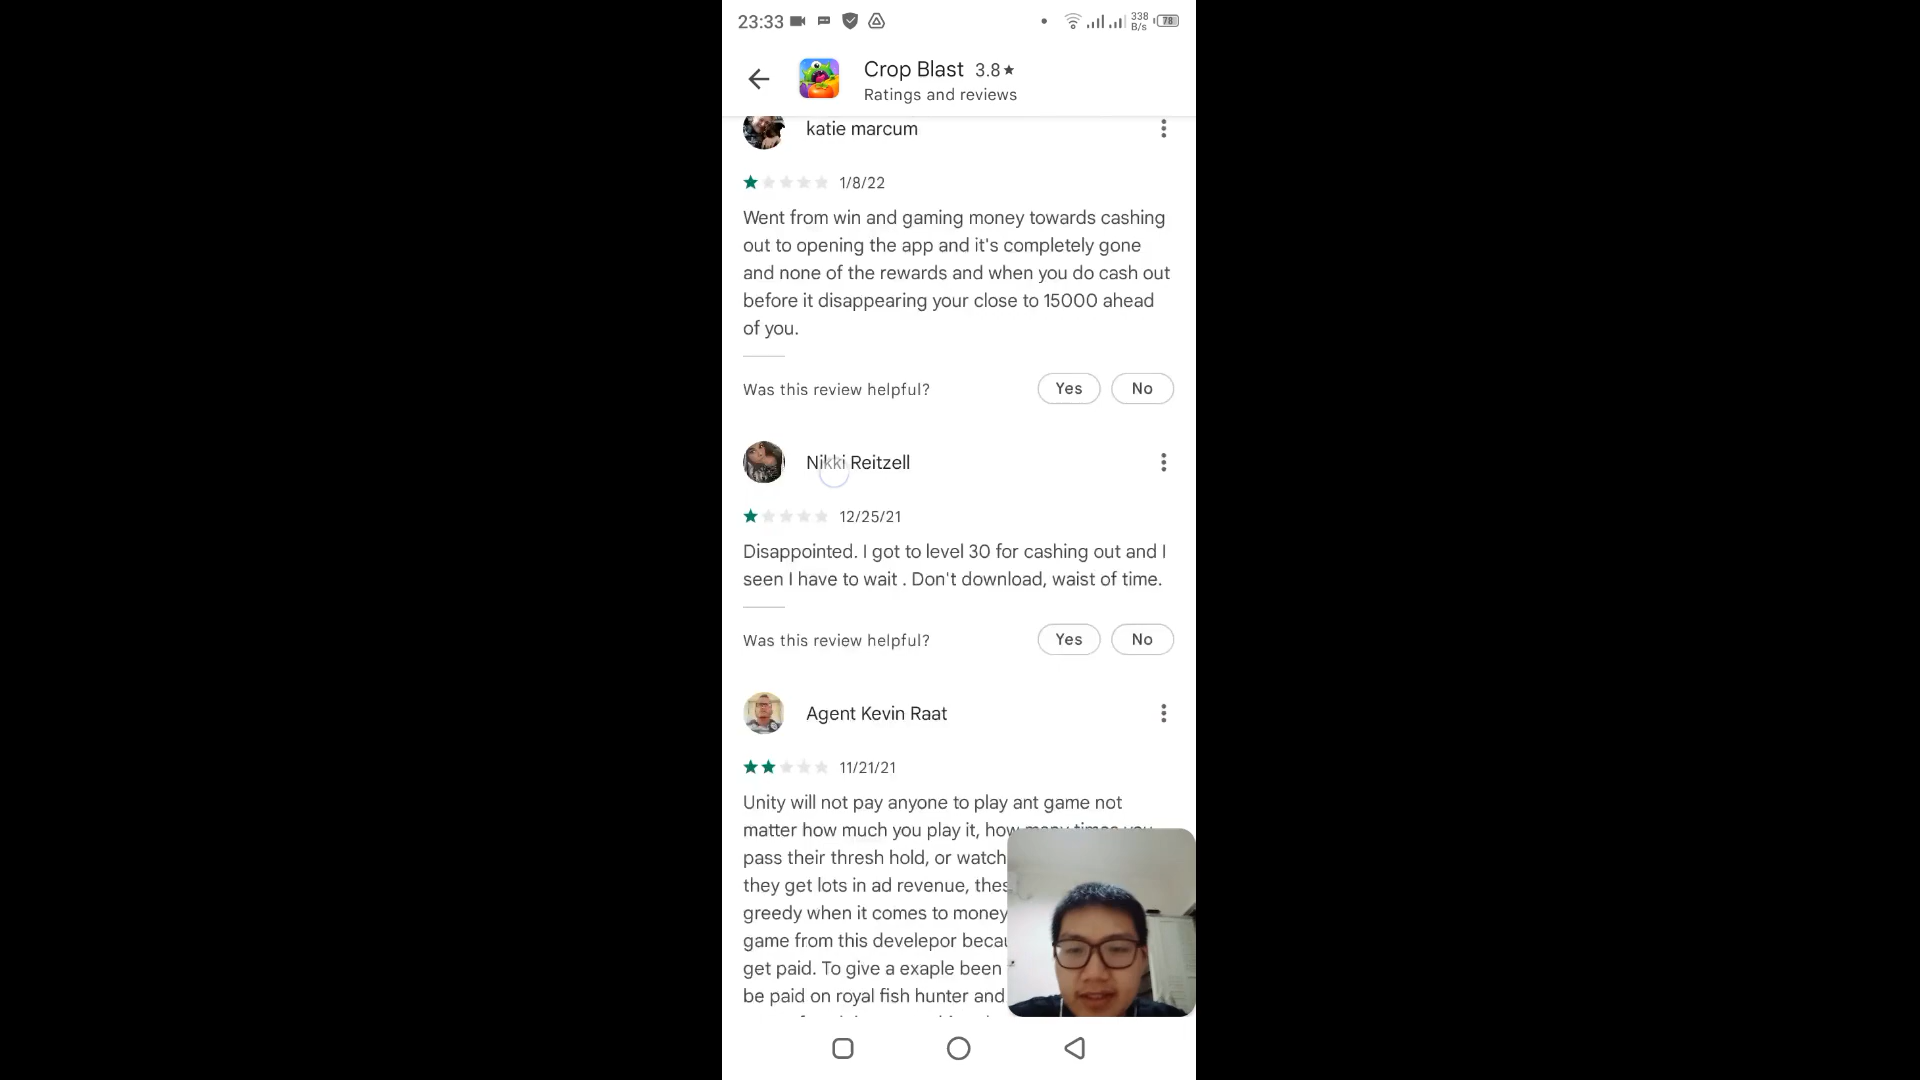 23:33
338
B/s
78
Crop Blast 3.8★
Ratings and reviews
katie marcum
1/8/22
Went from win and gaming money towards cashing
out to opening the app and it's completely gone
and none of the rewards and when you do cash out
before it disappearing your close to 15000 ahead
of you.
Was this review helpful? Yes No
Nikki Reitzell
12/25/21
Disappointed. I got to level 30 for cashing out and I
seen I have to wait . Don't download, waist of time.
Was this review helpful? Yes No
Agent Kevin Raat
11/21/21
Unity will not pay anyone to play ant game not
matter how much you play it, how many times you
pass their thresh hold, or watch
they get lots in ad revenue,
greedy when it comes to money
game from this develepor
get paid. To give a exaple been
be paid on royal fish hunter and